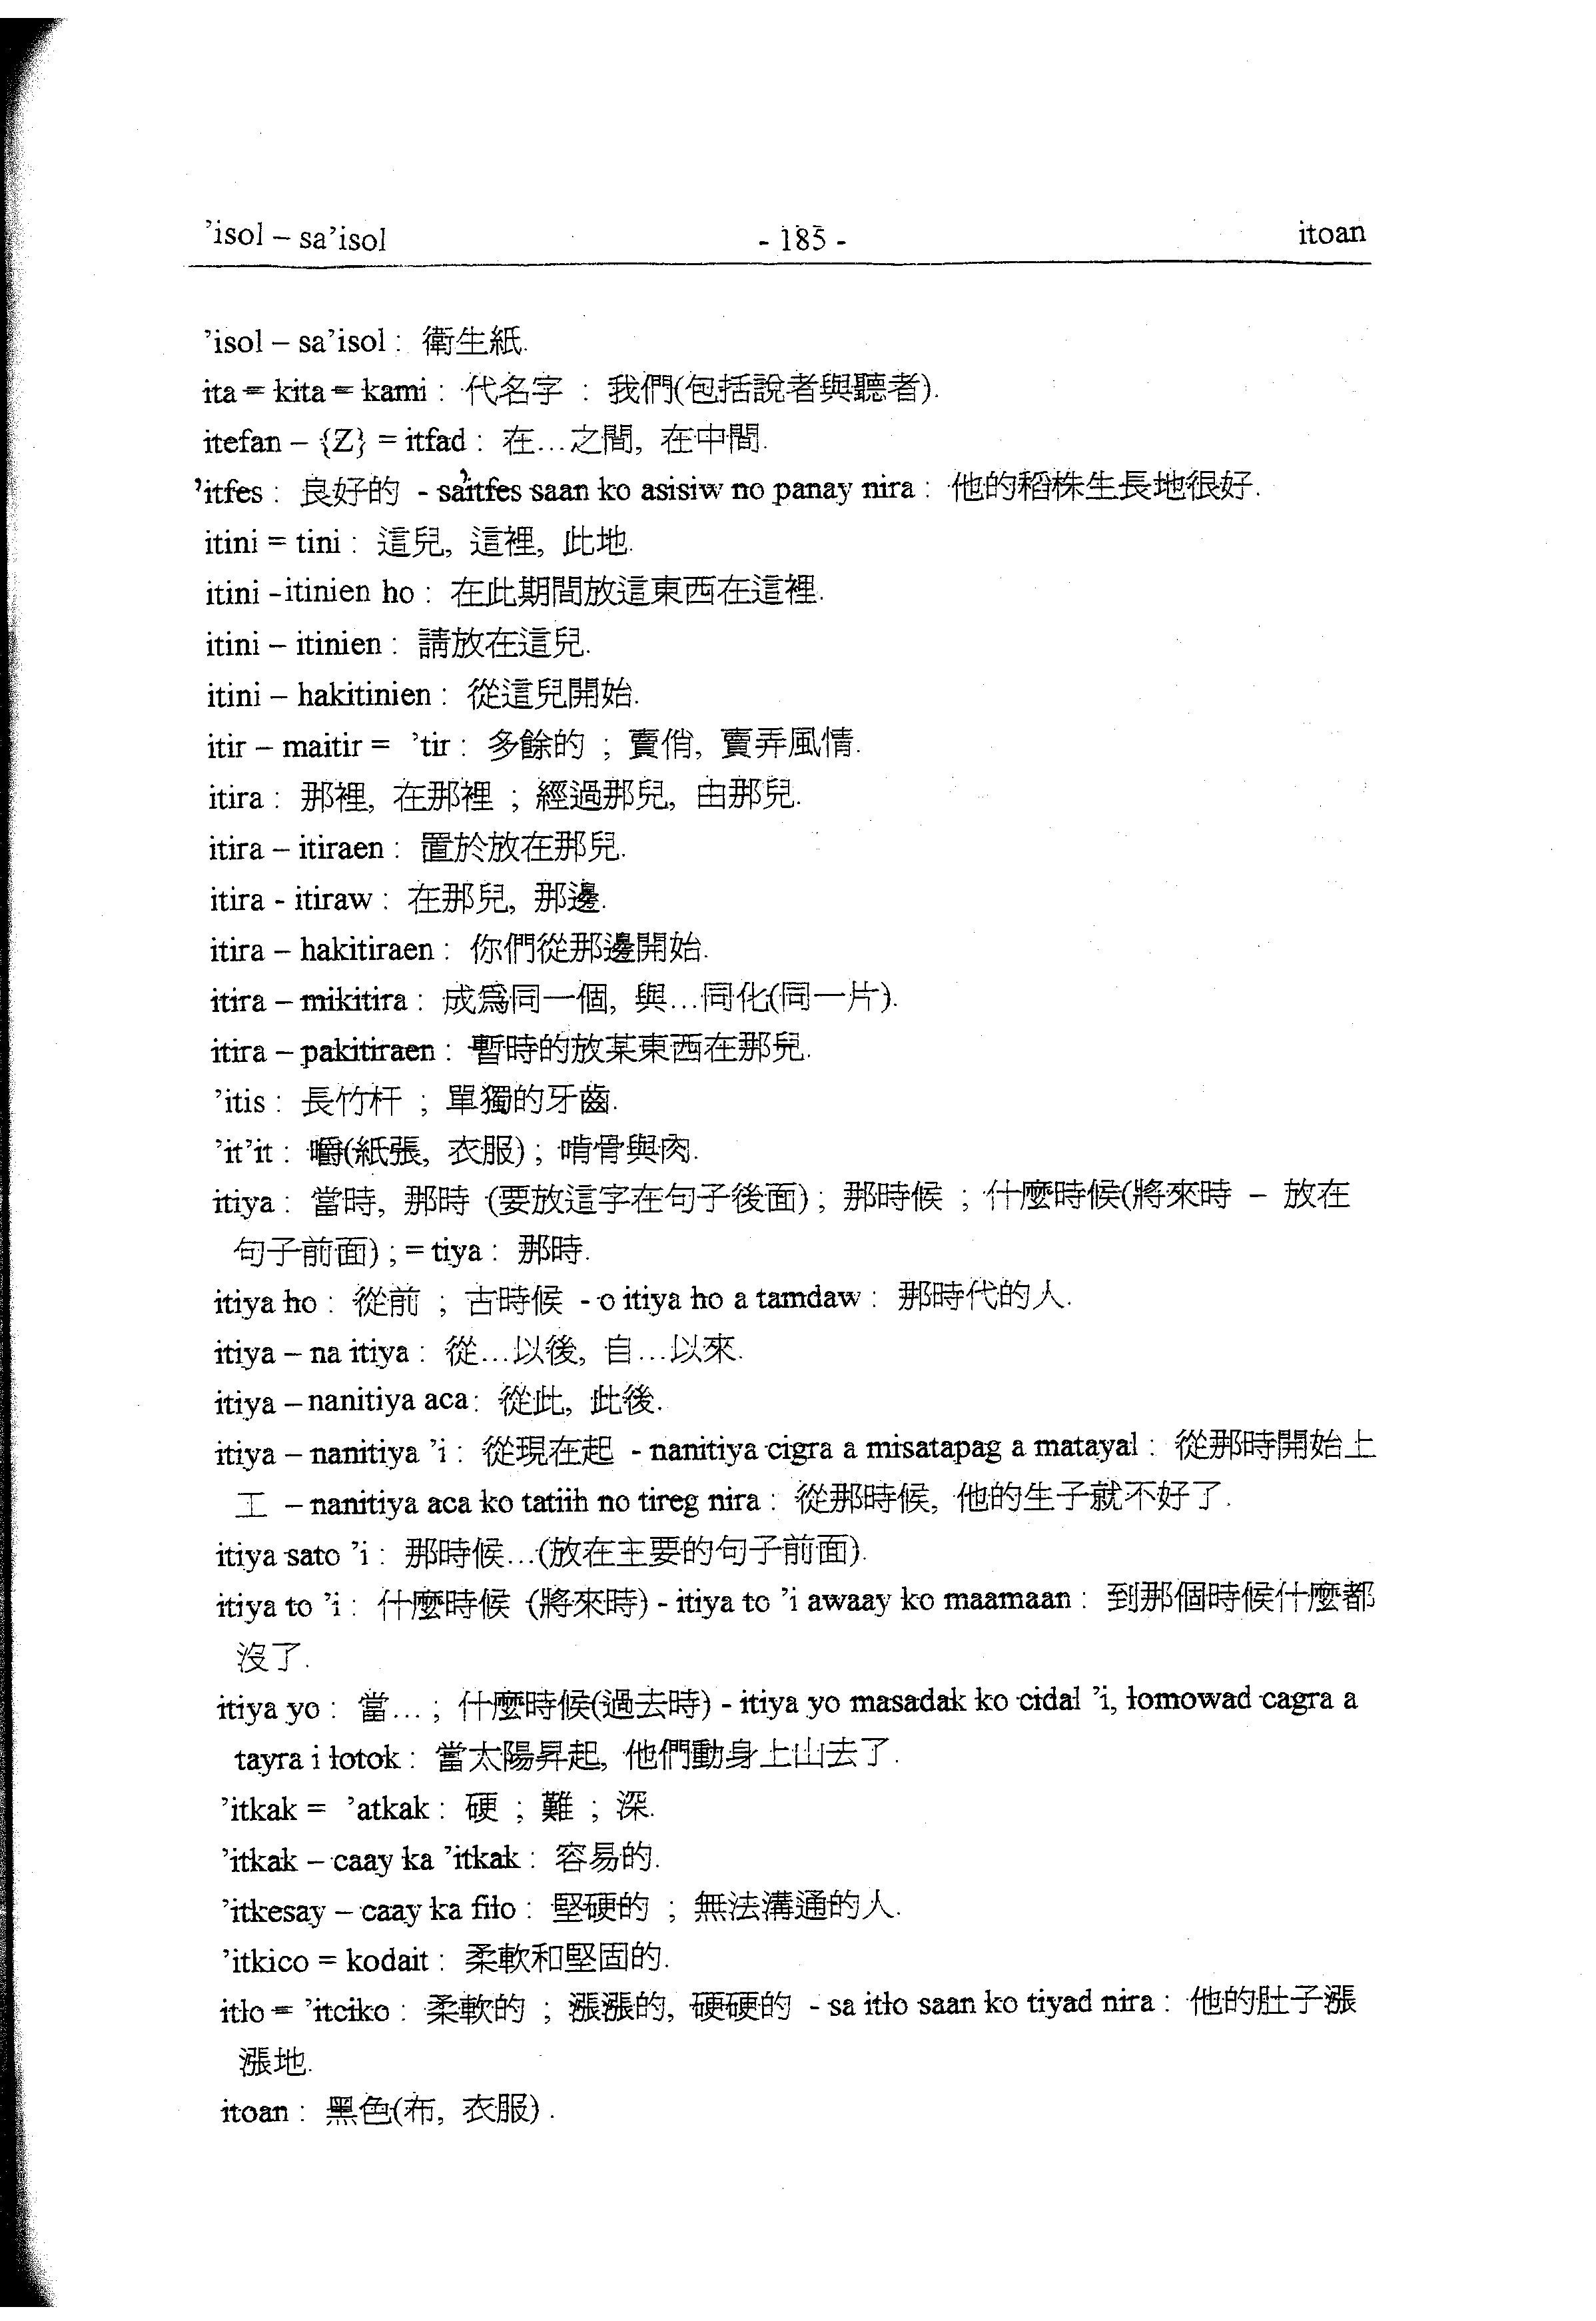 ’isol – sa’isol
- 185 -
itoan
’isol – sa’isol : 衛生紙.
ita = kita = kami : 代名字 : 我們(包括說者與聽者).
itefan – {Z} = itfad : 在…之間, 在中間.
’itfes : 良好的 - sa’itfes saan ko asisiw no panay nira : 他的稻株生長地很好.
itini = tini : 這兒, 這裡, 此地.
itini -itinien ho : 在此期間放這東西在這裡.
itini – itinien : 請放在這兒.
itini – hakitinien : 從這兒開始.
itir – maitir = ’tir : 多餘的 ; 賣俏, 賣弄風情.
itira : 那裡, 在那裡 ; 經過那兒, 由那兒.
itira – itiraen : 置於放在那兒.
itira - itiraw : 在那兒, 那邊.
itira – hakitiraen : 你們從那邊開始.
itira – mikitira : 成為同一個, 與…同化(同一片).
itira – pakitiraen : 暫時的放某東西在那兒.
’itis : 長竹杆 ; 單獨的牙齒.
’it’it : 嚼(紙張, 衣服) ; 啃骨與肉.
itiya : 當時, 那時 (要放這字在句子後面) ; 那時候 ; 什麼時候(將來時 – 放在
句子前面) ; = tiya : 那時.
itiya ho : 從前 ; 古時候 - o itiya ho a tamdaw : 那時代的人.
itiya – na itiya : 從…以後, 自…以來.
itiya – nanitiya aca : 從此, 此後.
itiya – nanitiya ’i : 從現在起 - nanitiya cigra a misatapag a matayal : 從那時開始上
工 – nanitiya aca ko tatiih no tireg nira : 從那時候, 他的生子就不好了.
itiya sato ’i : 那時候…(放在主要的句子前面).
itiya to ’i : 什麼時候 (將來時) - itiya to ’i awaay ko maamaan : 到那個時候什麼都
沒了.
itiya yo : 當… ; 什麼時候(過去時) - itiya yo masadak ko cidal ’i, łomowad cagra a
tayra i łotok : 當太陽昇起, 他們動身上山去了.
’itkak = ’atkak : 硬 ; 難 ; 深.
’itkak – caay ka ’itkak : 容易的.
’itkesay – caay ka fiło : 堅硬的 ; 無法溝通的人.
’itkico = kodait : 柔軟和堅固的.
itło = ’itciko : 柔軟的 ; 漲漲的, 硬硬的 - sa itło saan ko tiyad nira : 他的肚子漲
漲地.
itoan : 黑色(布, 衣服) .